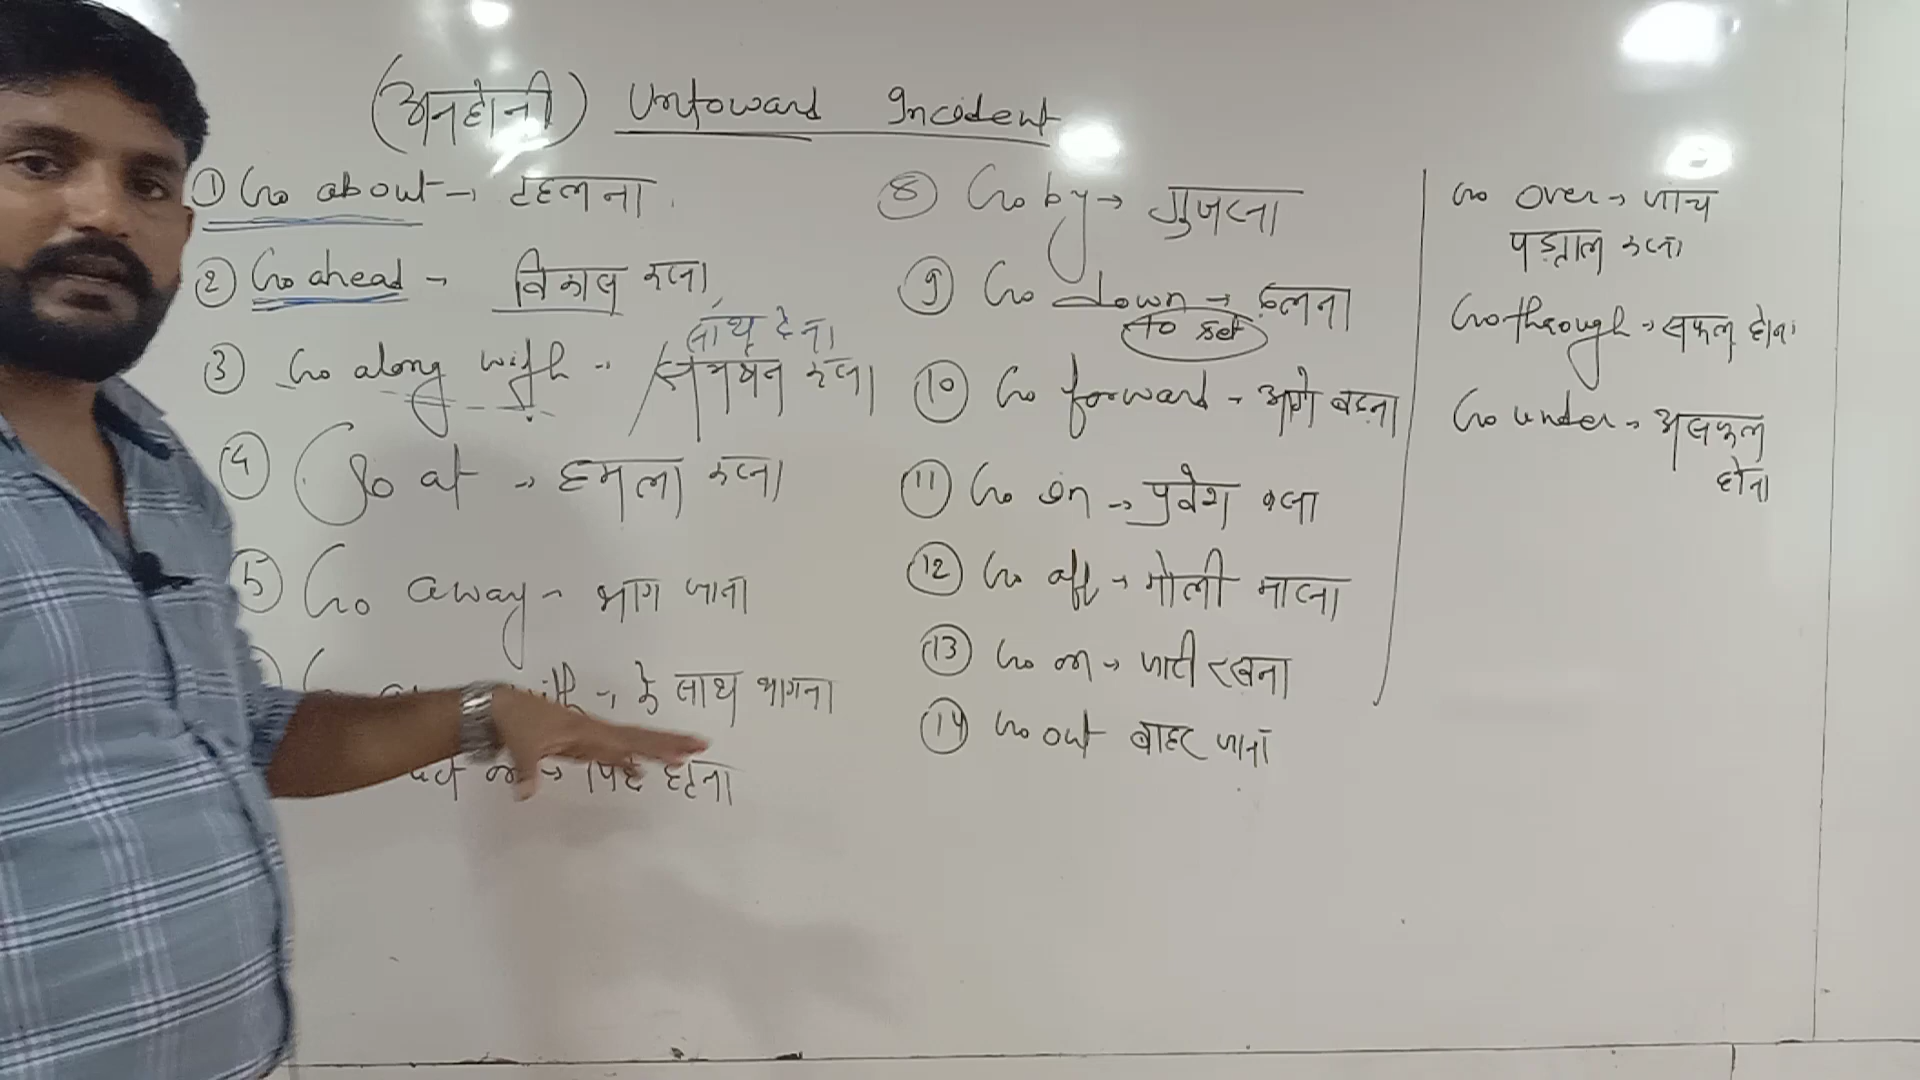 (अनहोनी) Untoward Incident
① Go about → टहलना
② Go ahead - विकास करना
साथ देना
③ Go along with - समर्थन करना
④ Go at → हमला करना
⑤ Go away - भाग जाना
के साथ भागना
हटना
⑧ Go by → गुजरना
⑨ Go down → ढलना
to set
⑩ Go forward - आगे बढ़ना
⑪ Go in → प्रवेश करना
⑫ Go off → गोली मारना
⑬ Go on → जारी रखना
⑭ Go out बाहर जाना
Go over → जांच
पड़ताल करना
Go through → सफल होना
Go under → असफल
होना